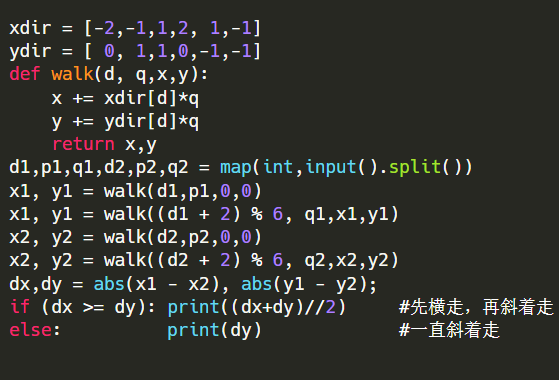 xdir = [-2,-1,1,2, 1,-1]
ydir = [ 0, 1,1,0,-1,-1]
def walk(d, q,x,y):
    x += xdir[d]*q
    y += ydir[d]*q
    return x,y
d1,p1,q1,d2,p2,q2 = map(int,input().split())
x1, y1 = walk(d1,p1,0,0)
x1, y1 = walk((d1 + 2) % 6, q1,x1,y1)
x2, y2 = walk(d2,p2,0,0)
x2, y2 = walk((d2 + 2) % 6, q2,x2,y2)
dx,dy = abs(x1 - x2), abs(y1 - y2);
if (dx >= dy): print((dx+dy)//2)     #先横走，再斜着走
else:          print(dy)             #一直斜着走